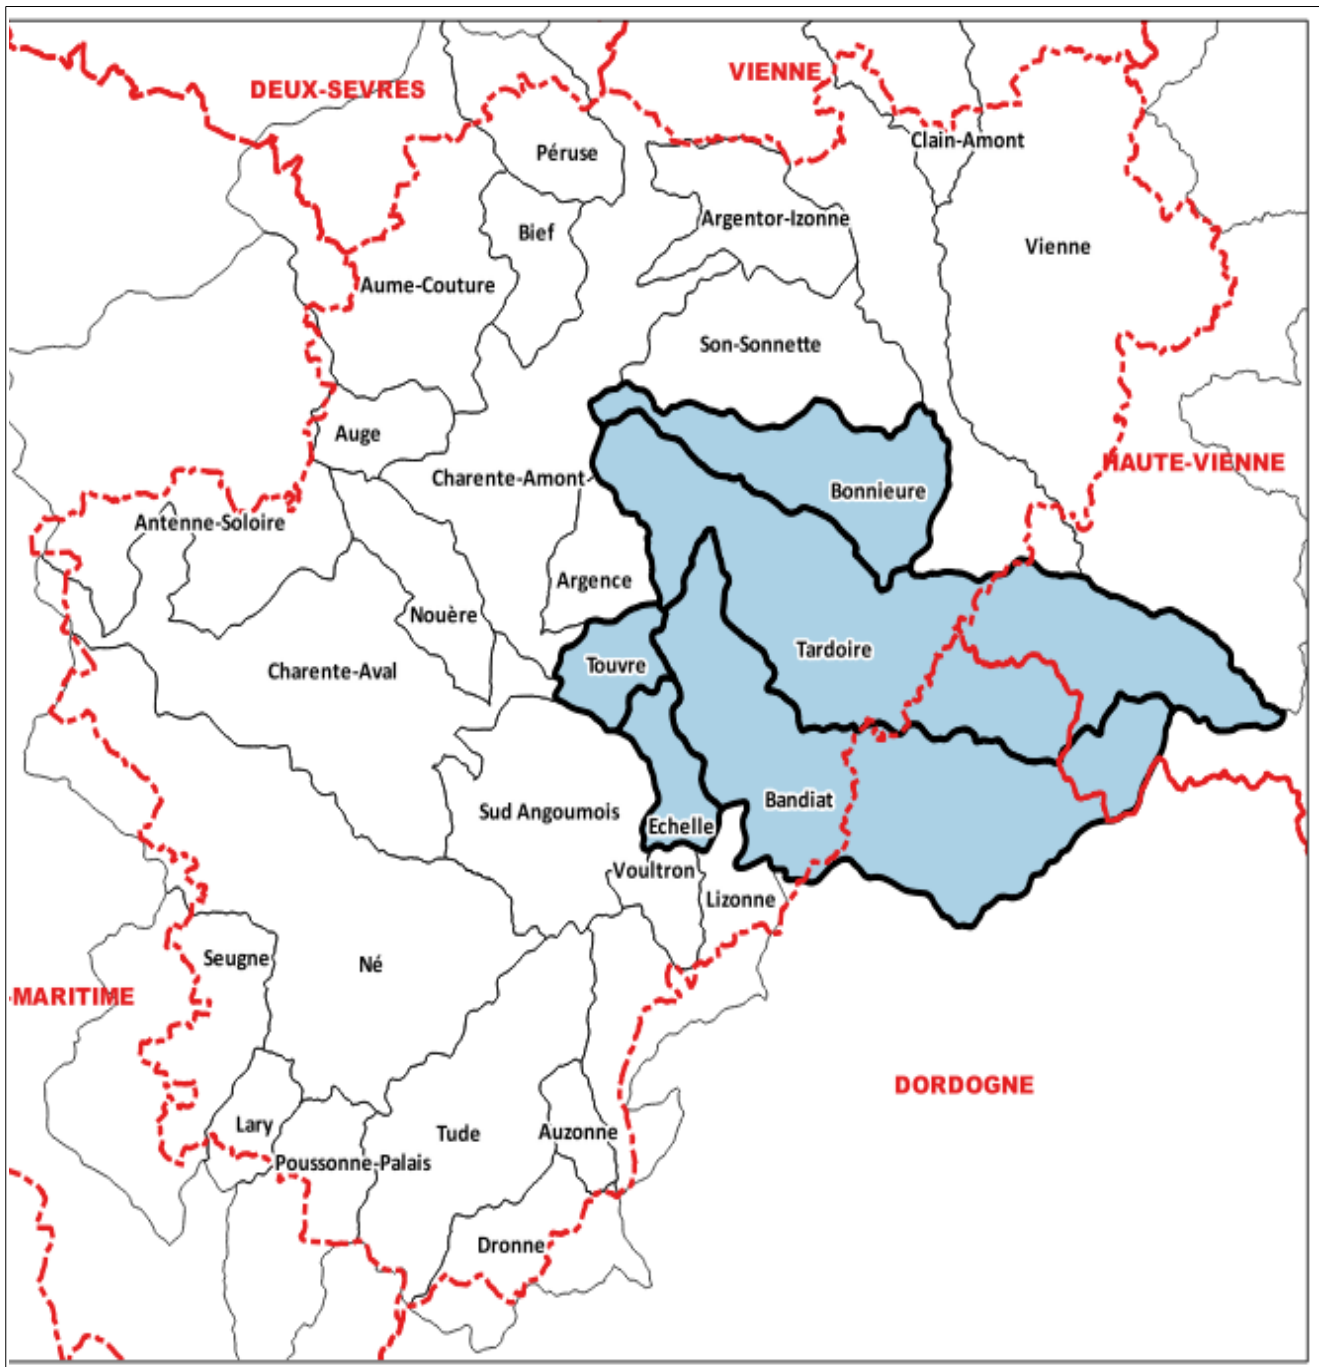 VIENNE
DEUX-SEVRES
Clain-Amont
Péruse
Argentor-Izonne
Bief
Vienne
Aume-Couture
Son-Sonnette
Auge
HAUTE-VIENNE
Charente-Amont
Bonnieure
Antenne-Soloire
Argence
Nouère
Tardoire
Touvre
Charente-Aval
Bandiat
Sud Angoumois
Echelle
Voultron
Lizonne
Seugne
Né
-MARITIME
DORDOGNE
Lary
Tude
Auzonne
Poussonne-Palais
Dronne